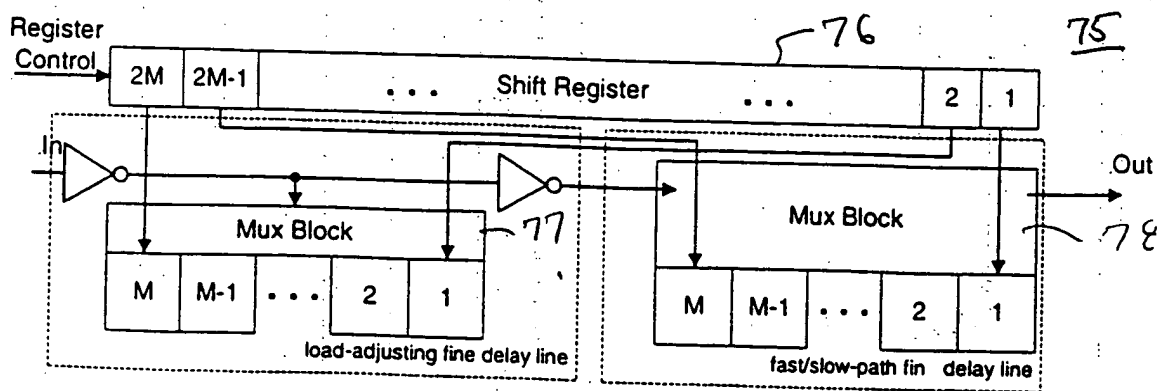 Register
Control
76
75
2M 2M-1 ... Shift Register ... 2 1
In
Out
Mux Block
77
Mux Block
78
M M-1 ... 2 1
M M-1 ... 2 1
load-adjusting fine delay line
fast/slow-path fin delay line